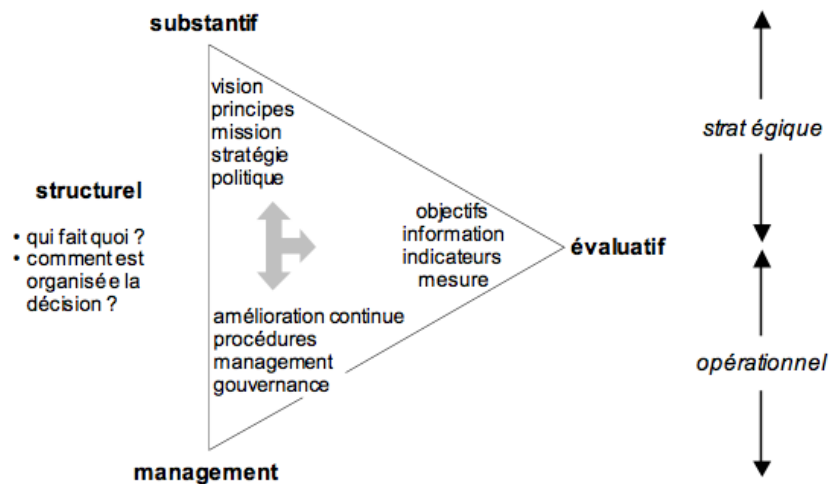 substantif
vision
principes
mission
stratégie
politique
strat égique
structurel
• qui fait quoi ?
• comment est
organisé e la
décision ?
objectifs
information
indicateurs
mesure
évaluatif
amélioration continue
procédures
management
gouvernance
opérationnel
management